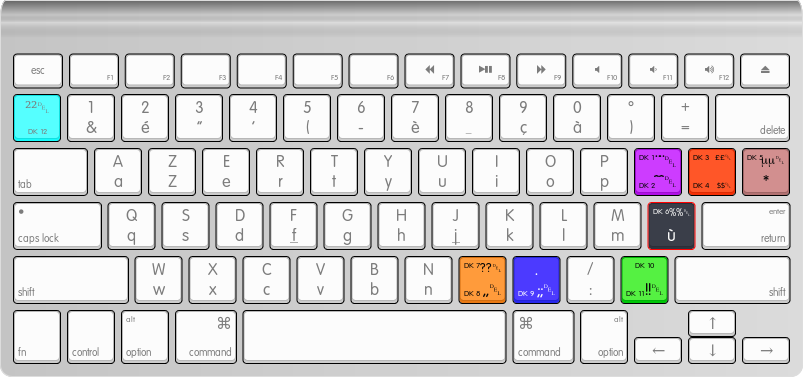 esc F1 F2 F3 F4 F5 F6 F7 F8 F9 F10 F11 F12
22DEL 1 2 3 4 5 6 7 8 9 0 ° +
DK 12 & é ” ‘ ( - è _ ç à ) = delete
A Z E R T Y U I O P DK 1 DK 3 ££ µµ
tab a Z e r t y u i o p DK 2 DK 4 $$ *
Q S D F G H J K L M DK 6%% enter
caps lock q s d f g h j k l m ù return
W X C V B N DK 7?? . / DK 10
shift w x c v b n DK 8 ,, DK 9 ;; : DK 11 !! shift
alt ⌘ ⌘ alt ↑
fn control option command command option ← ↓ →